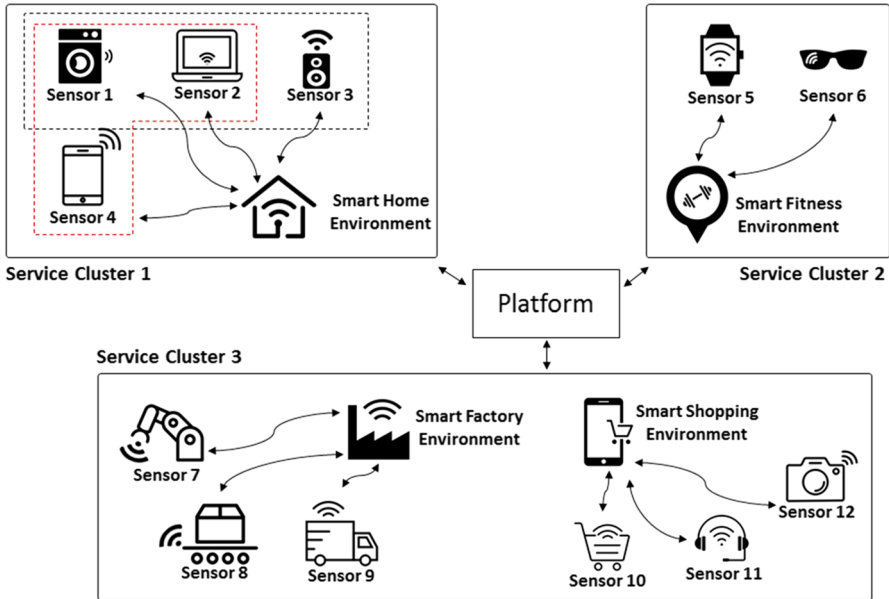 Sensor 1
Sensor 2
Sensor 3
Sensor 4
Smart Home
Environment
Service Cluster 1
Sensor 5
Sensor 6
Smart Fitness
Environment
Service Cluster 2
Platform
Service Cluster 3
Sensor 7
Smart Factory
Environment
Sensor 8
Sensor 9
Smart Shopping
Environment
Sensor 10
Sensor 11
Sensor 12